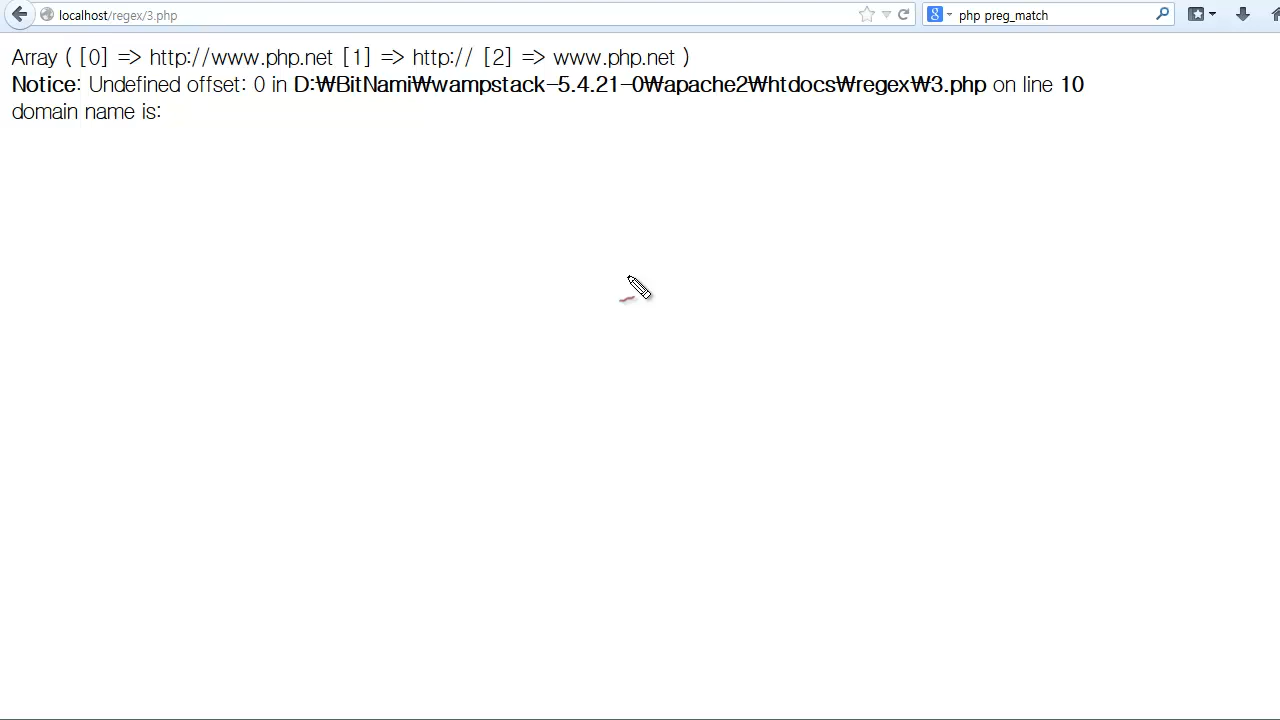 localhost/regex/3.php
php preg_match
Array ( [0] => http://www.php.net [1] => http:// [2] => www.php.net )
Notice: Undefined offset: 0 in D:₩BitNami₩wampstack-5.4.21-0₩apache2₩htdocs₩regex₩3.php on line 10
domain name is: